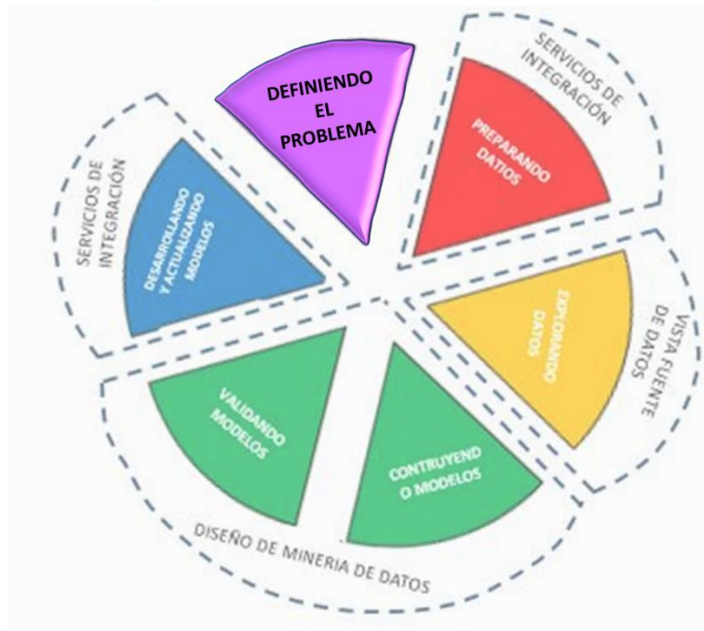 DEFINIENDO
EL
PROBLEMA
SERVICIOS DE
INTEGRACIÓN
PREPARANDO
DATIOS
VISTA FUENTE
DE DATOS
EXPLORANDO
DATOS
CONTRUYEND
O MODELOS
VALIDANDO
MODELOS
DISEÑO DE MINERIA DE DATOS
SERVICIOS DE
INTEGRACIÓN
DESARROLLANDO
Y ACTUALIZANDO
MODELOS